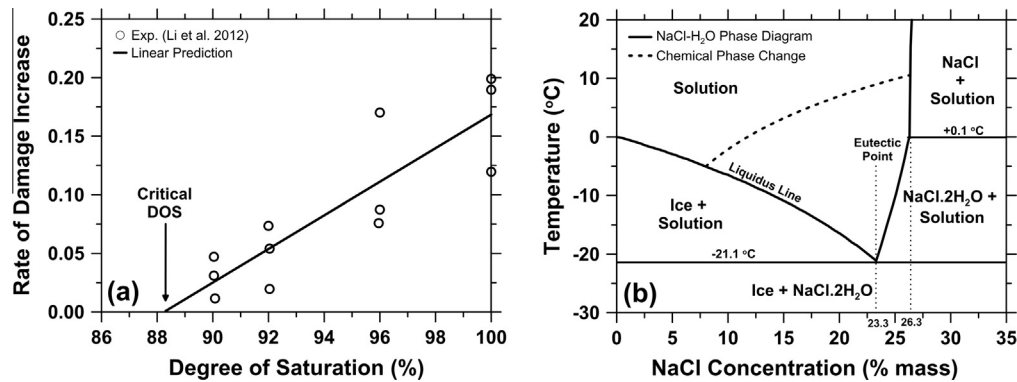 (a)
Exp. (Li et al. 2012)
Linear Prediction
Rate of Damage Increase
0.25
0.20
0.15
0.10
0.05
0.00
Critical
DOS
86 88 90 92 94 96 98 100
Degree of Saturation (%)
(b)
NaCl-H₂O Phase Diagram
Chemical Phase Change
Temperature (°C)
20
10
0
-10
-20
-30
Solution
NaCl
+
Solution
+0.1 °C
Eutectic
Point
Liquidus Line
Ice +
Solution
NaCl.2H₂O +
Solution
-21.1 °C
Ice + NaCl.2H₂O
23.3 26.3
0 5 10 15 20 25 30 35
NaCl Concentration (% mass)